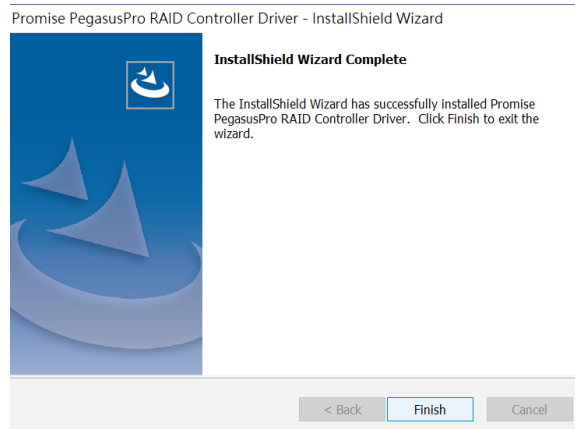 Promise PegasusPro RAID Controller Driver - InstallShield Wizard
InstallShield Wizard Complete
The InstallShield Wizard has successfully installed Promise
PegasusPro RAID Controller Driver. Click Finish to exit the
wizard.
< Back
Finish
Cancel